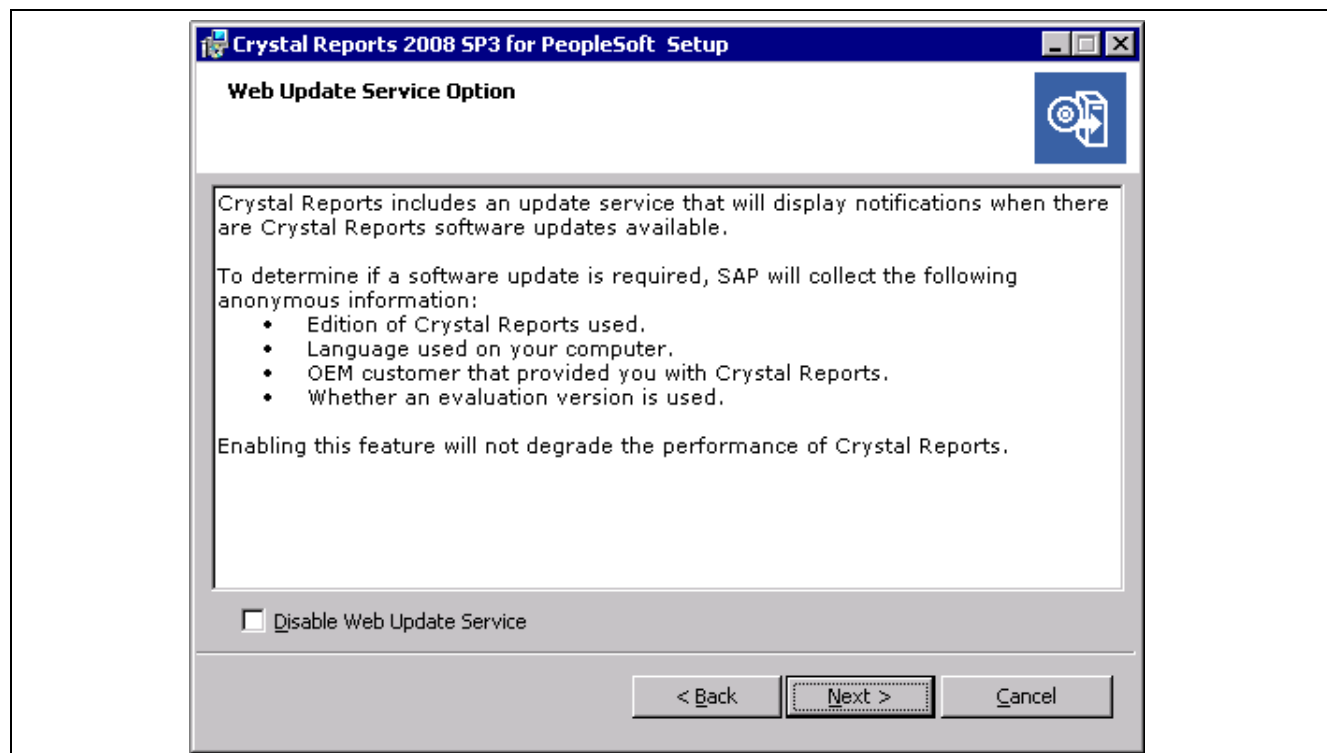 Crystal Reports 2008 SP3 for PeopleSoft  Setup
Web Update Service Option
Crystal Reports includes an update service that will display notifications when there
are Crystal Reports software updates available.
To determine if a software update is required, SAP will collect the following
anonymous information:
• Edition of Crystal Reports used.
• Language used on your computer.
• OEM customer that provided you with Crystal Reports.
• Whether an evaluation version is used.
Enabling this feature will not degrade the performance of Crystal Reports.
Disable Web Update Service
< Back Next > Cancel